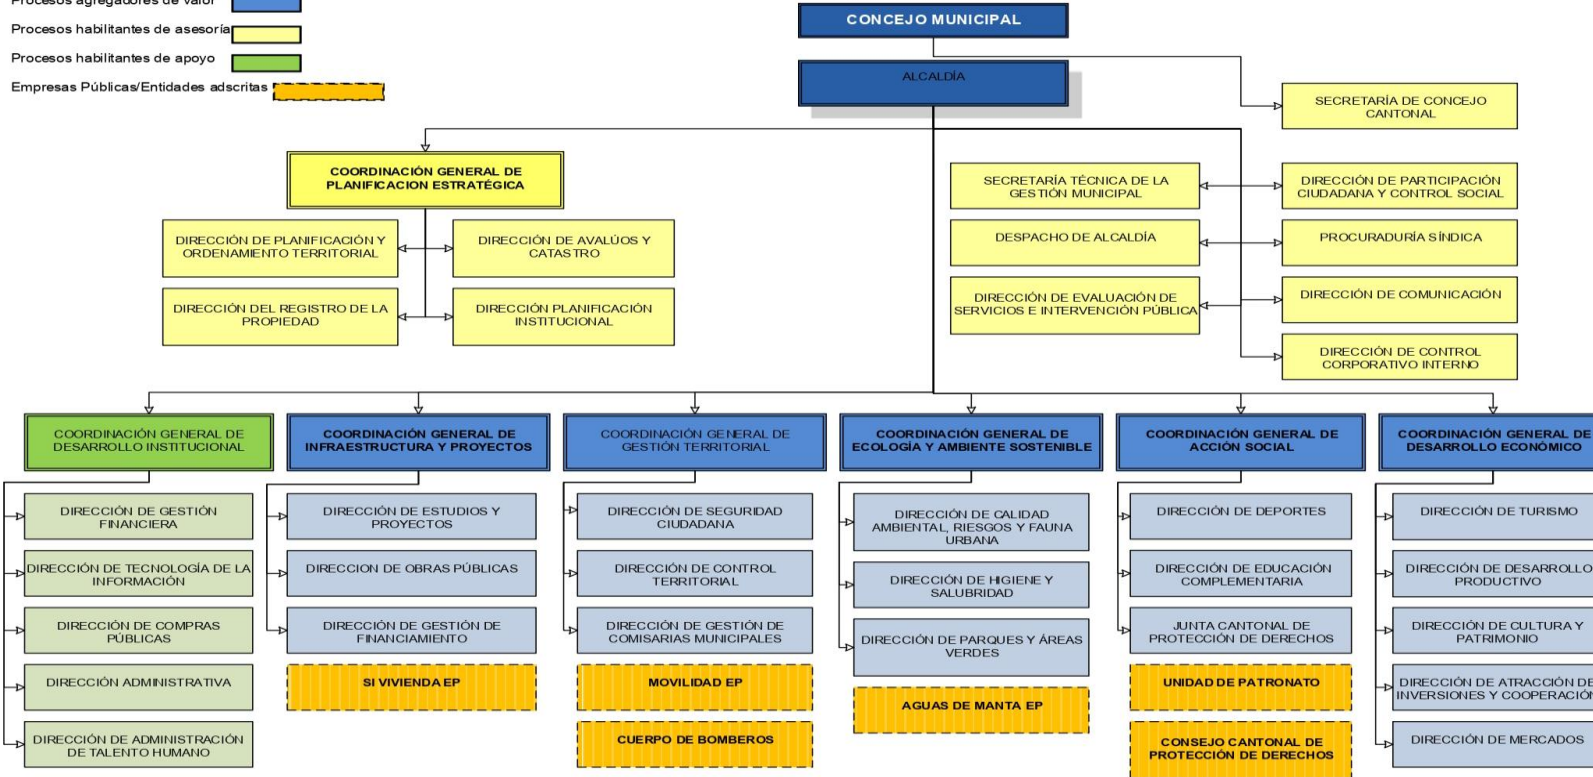 Procesos agregadores de valor
Procesos habilitantes de asesoría
Procesos habilitantes de apoyo
Empresas Públicas/Entidades adscritas
CONCEJO MUNICIPAL
ALCALDÍA
SECRETARÍA DE CONCEJO
CANTONAL
COORDINACIÓN GENERAL DE
PLANIFICACION ESTRATÉGICA
DIRECCIÓN DE PLANIFICACIÓN Y
ORDENAMIENTO TERRITORIAL
DIRECCIÓN DE AVALÚOS Y
CATASTRO
DIRECCIÓN DEL REGISTRO DE LA
PROPIEDAD
DIRECCIÓN PLANIFICACIÓN
INSTITUCIONAL
SECRETARÍA TÉCNICA DE LA
GESTIÓN MUNICIPAL
DIRECCIÓN DE PARTICIPACIÓN
CIUDADANA Y CONTROL SOCIAL
DESPACHO DE ALCALDÍA
PROCURADURÍA SÍNDICA
DIRECCIÓN DE EVALUACIÓN DE
SERVICIOS E INTERVENCIÓN PÚBLICA
DIRECCIÓN DE COMUNICACIÓN
DIRECCIÓN DE CONTROL
CORPORATIVO INTERNO
COORDINACIÓN GENERAL DE
DESARROLLO INSTITUCIONAL
DIRECCIÓN DE GESTIÓN
FINANCIERA
DIRECCIÓN DE TECNOLOGÍA DE LA
INFORMACIÓN
DIRECCIÓN DE COMPRAS
PÚBLICAS
DIRECCIÓN ADMINISTRATIVA
DIRECCIÓN DE ADMINISTRACIÓN
DE TALENTO HUMANO
COORDINACIÓN GENERAL DE
INFRAESTRUCTURA Y PROYECTOS
DIRECCIÓN DE ESTUDIOS Y
PROYECTOS
DIRECCION DE OBRAS PÚBLICAS
DIRECCIÓN DE GESTIÓN DE
FINANCIAMIENTO
SI VIVIENDA EP
COORDINACIÓN GENERAL DE
GESTIÓN TERRITORIAL
DIRECCIÓN DE SEGURIDAD
CIUDADANA
DIRECCIÓN DE CONTROL
TERRITORIAL
DIRECCIÓN DE GESTIÓN DE
COMISARIAS MUNICIPALES
MOVILIDAD EP
CUERPO DE BOMBEROS
COORDINACIÓN GENERAL DE
ECOLOGÍA Y AMBIENTE SOSTENIBLE
DIRECCIÓN DE CALIDAD
AMBIENTAL, RIESGOS Y FAUNA
URBANA
DIRECCIÓN DE HIGIENE Y
SALUBRIDAD
DIRECCIÓN DE PARQUES Y ÁREAS
VERDES
AGUAS DE MANTA EP
COORDINACIÓN GENERAL DE
ACCIÓN SOCIAL
DIRECCIÓN DE DEPORTES
DIRECCIÓN DE EDUCACIÓN
COMPLEMENTARIA
JUNTA CANTONAL DE
PROTECCIÓN DE DERECHOS
UNIDAD DE PATRONATO
CONSEJO CANTONAL DE
PROTECCIÓN DE DERECHOS
COORDINACIÓN GENERAL DE
DESARROLLO ECONÓMICO
DIRECCIÓN DE TURISMO
DIRECCIÓN DE DESARROLLO
PRODUCTIVO
DIRECCIÓN DE CULTURA Y
PATRIMONIO
DIRECCIÓN DE ATRACCIÓN DE
INVERSIONES Y COOPERACIÓN
DIRECCIÓN DE MERCADOS